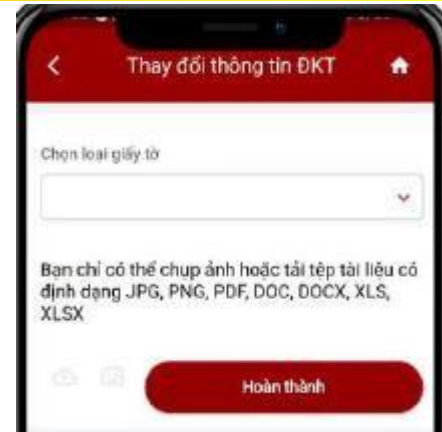 Thay đổi thông tin ĐKT
Chọn loại giấy tờ
Bạn chỉ có thể chụp ảnh hoặc tải tệp tài liệu có
định dạng JPG, PNG, PDF, DOC, DOCX, XLS,
XLSX
Hoàn thành